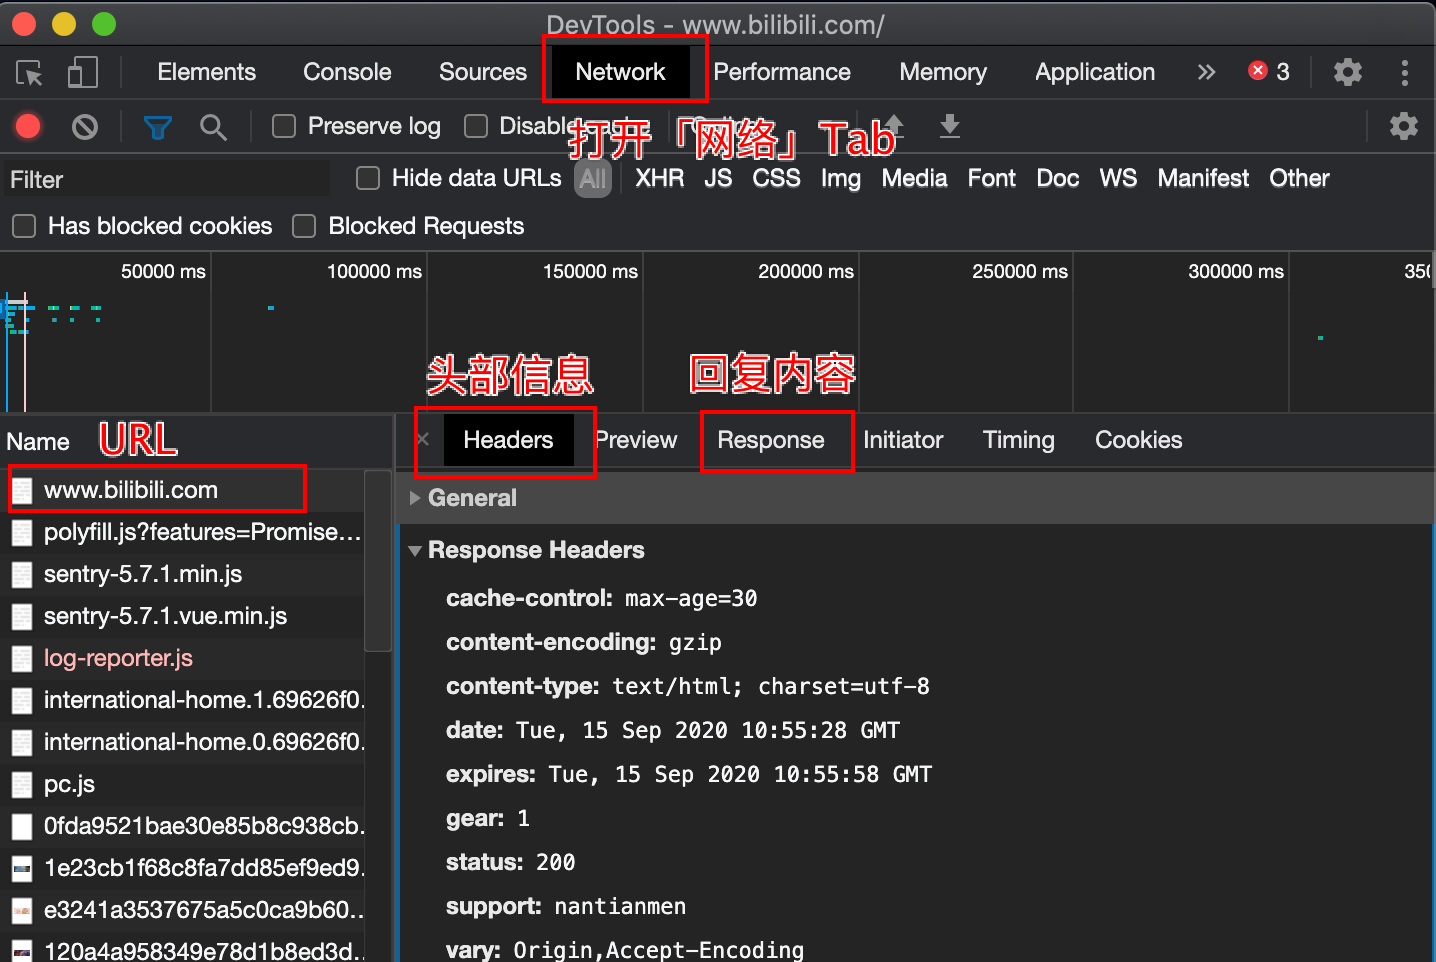 DevTools - www.bilibili.com/
Elements Console Sources Network Performance Memory Application » 3
Preserve log
打开「网络」Tab
Filter Hide data URLs All XHR JS CSS Img Media Font Doc WS Manifest Other
Has blocked cookies Blocked Requests
50000 ms 100000 ms 150000 ms 200000 ms 250000 ms 300000 ms
头部信息 回复内容
Name URL
Headers Preview Response Initiator Timing Cookies
www.bilibili.com
polyfill.js?features=Promise...
sentry-5.7.1.min.js
sentry-5.7.1.vue.min.js
log-reporter.js
international-home.1.69626f0.
international-home.0.69626f0.
pc.js
0fda9521bae30e85b8c938cb.
1e23cb1f68c8fa7dd85ef9ed9.
e3241a3537675a5c0ca9b60...
120a4a958349e78d1b8ed3d...
General
Response Headers
cache-control: max-age=30
content-encoding: gzip
content-type: text/html; charset=utf-8
date: Tue, 15 Sep 2020 10:55:28 GMT
expires: Tue, 15 Sep 2020 10:55:58 GMT
gear: 1
status: 200
support: nantianmen
vary: Origin,Accept-Encoding